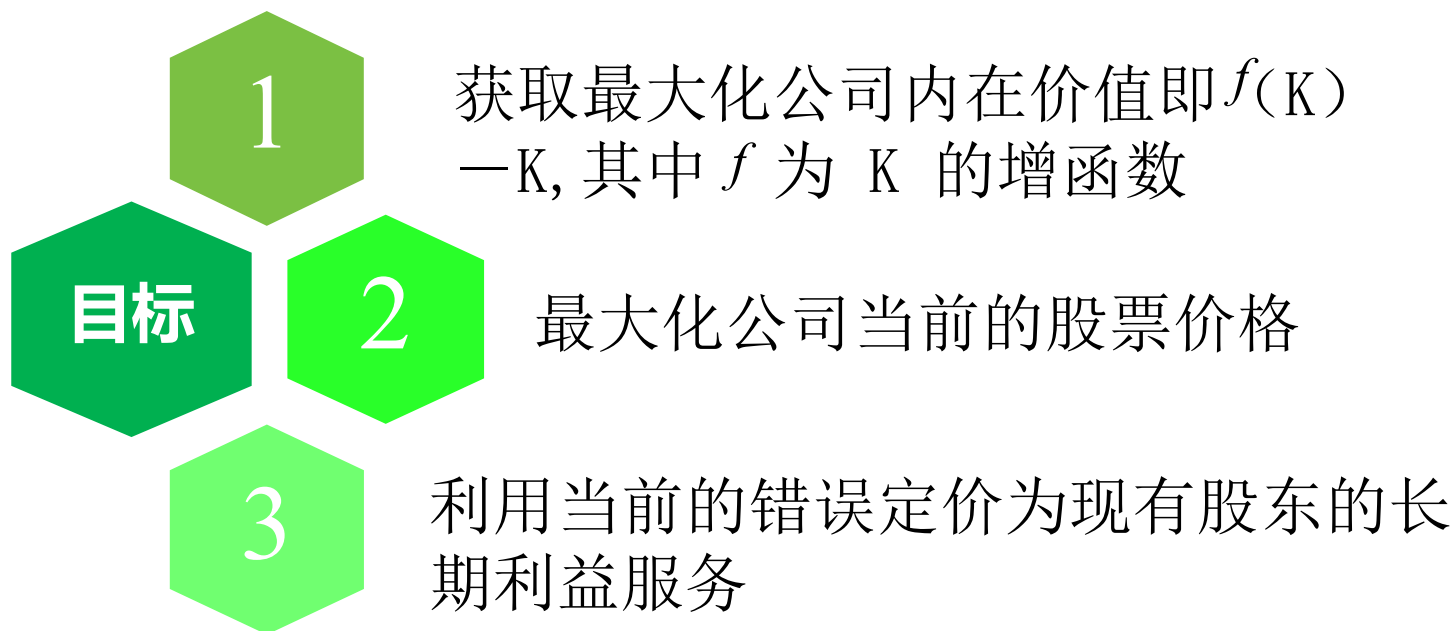 1
获取最大化公司内在价值即f(K)
—K,其中 f 为 K 的增函数
目标
2
最大化公司当前的股票价格
3
利用当前的错误定价为现有股东的长
期利益服务